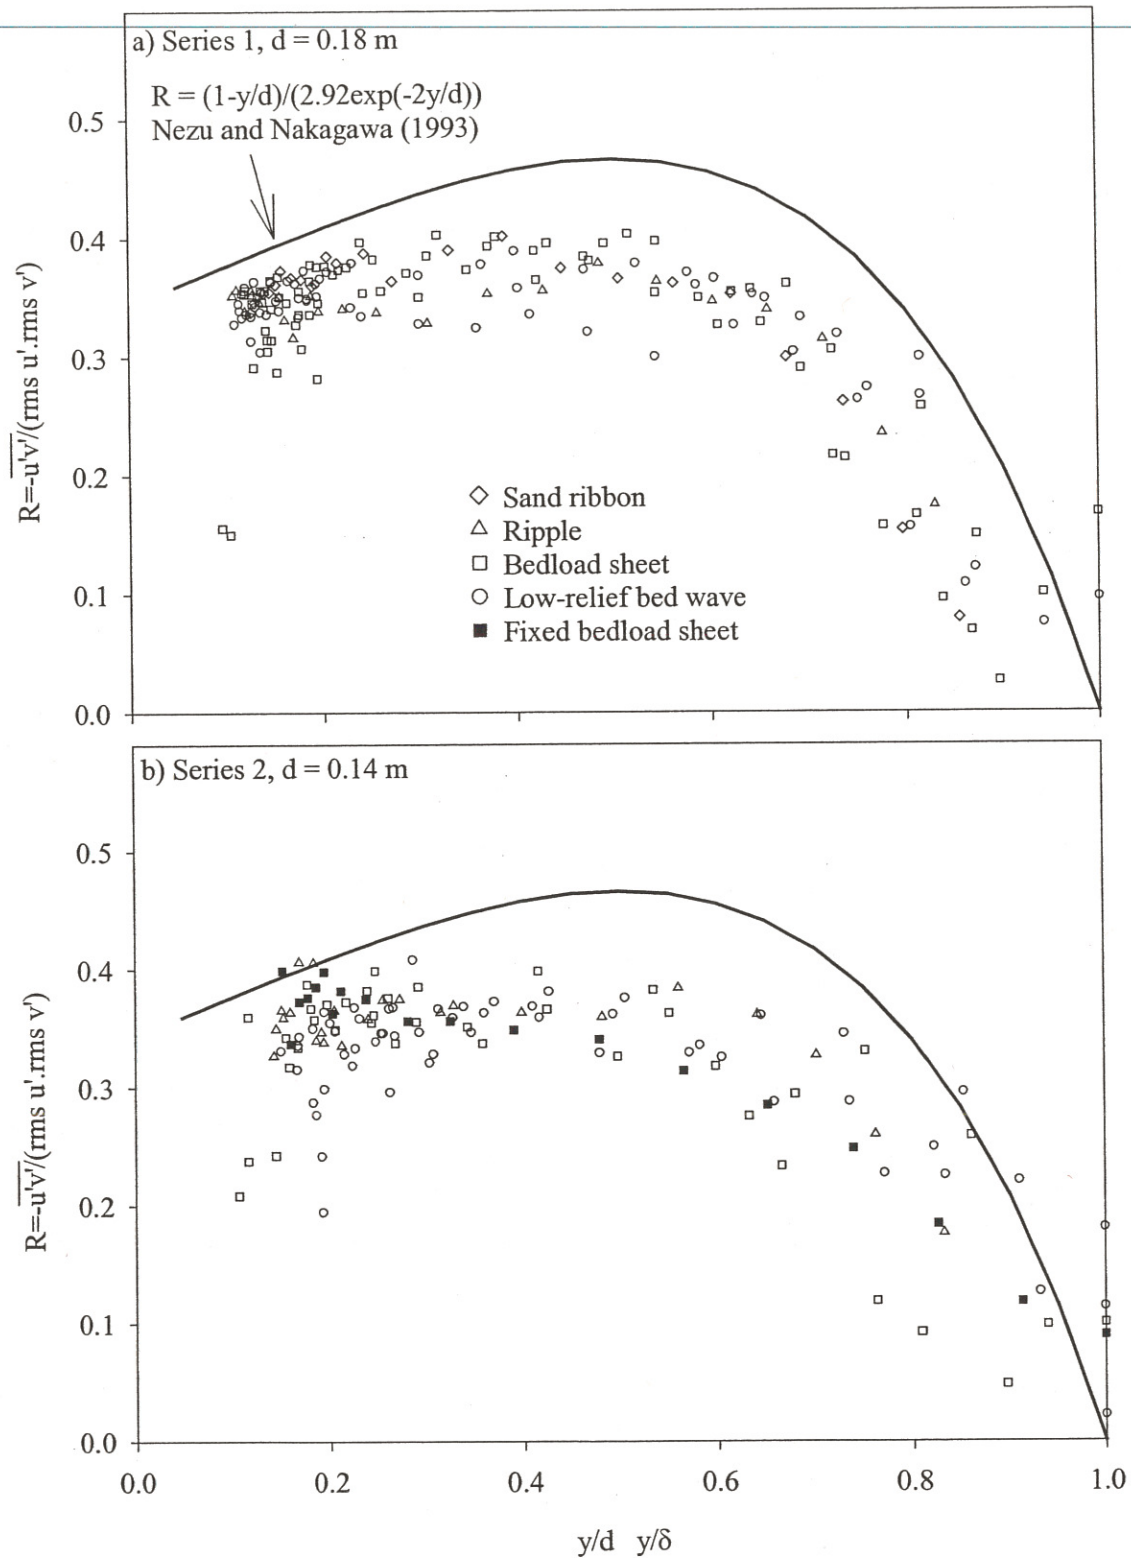 a) Series 1, d = 0.18 m
R = (1-y/d)/(2.92exp(-2y/d))
Nezu and Nakagawa (1993)
0.5
0.4
0.3
0.2
0.1
0.0
R=-u'v'/(rms u'.rms v')
Sand ribbon
Ripple
Bedload sheet
Low-relief bed wave
Fixed bedload sheet
b) Series 2, d = 0.14 m
0.5
0.4
0.3
0.2
0.1
0.0
R=-u'v'/(rms u'.rms v')
0.0 0.2 0.4 0.6 0.8 1.0
y/d y/δ